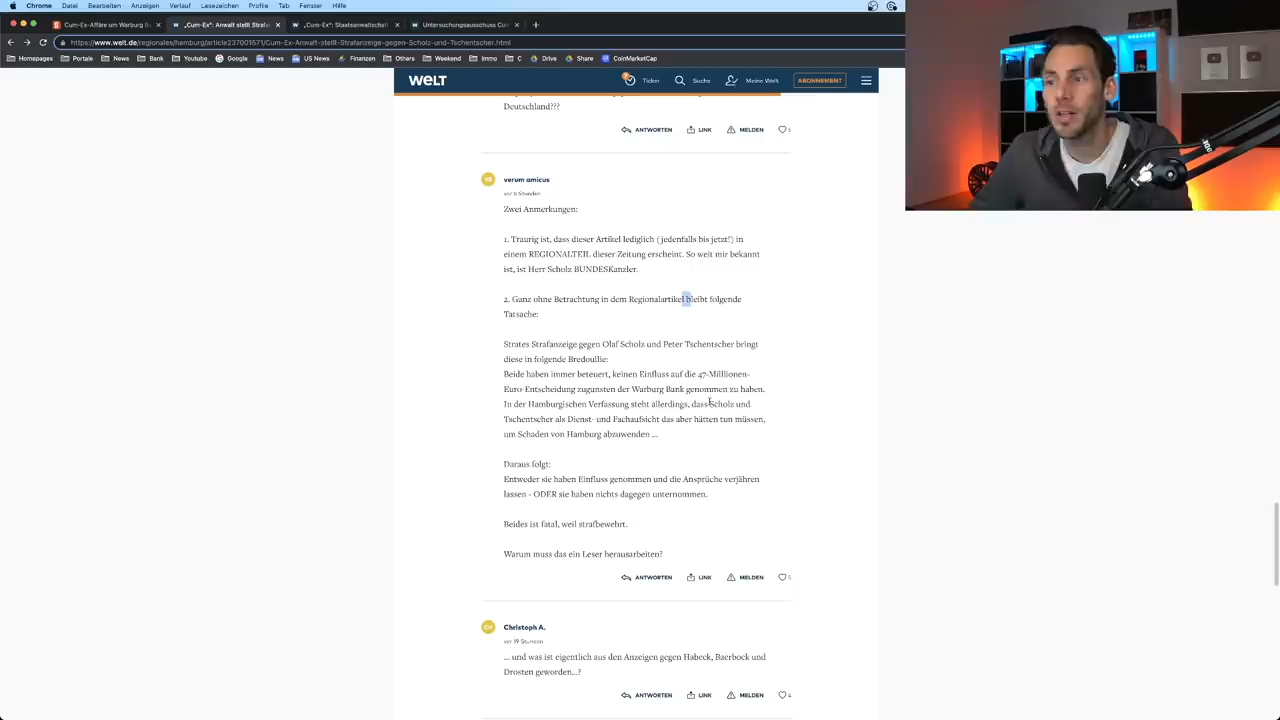 Chrome Datei Bearbeiten Anzeigen Verlauf Lesezeichen Profile Tab Fenster Hilfe
Cum-Ex-Affäre um Warburg B
„Cum-Ex“: Anwalt stellt Strafa
„Cum-Ex“: Staatsanwaltschaft
Untersuchungsausschuss Cum
https://www.welt.de/regionales/hamburg/article237001571/Cum-Ex-Anwalt-stellt-Strafanzeige-gegen-Scholz-und-Tschentscher.html
Homepages Portale News Bank Youtube Google News US News Finanzen Others Weekend Immo C Drive Share CoinMarketCap
WELT Ticker Suche Meine Welt ABONNEMENT
Deutschland???
ANTWORTEN LINK MELDEN 5
verum amicus
vor 6 Stunden
Zwei Anmerkungen:
1. Traurig ist, dass dieser Artikel lediglich (jedenfalls bis jetzt!) in
einem REGIONALTEIL dieser Zeitung erscheint. So weit mir bekannt
ist, ist Herr Scholz BUNDESKanzler.
2. Ganz ohne Betrachtung in dem Regionalartikel bleibt folgende
Tatsache:
Strates Strafanzeige gegen Olaf Scholz und Peter Tschentscher bringt
diese in folgende Bredoullie:
Beide haben immer beteuert, keinen Einfluss auf die 47-Milllionen-
Euro-Entscheidung zugunsten der Warburg Bank genommen zu haben.
In der Hamburgischen Verfassung steht allerdings, dass Scholz und
Tschentscher als Dienst- und Fachaufsicht das aber hätten tun müssen,
um Schaden von Hamburg abzuwenden ...
Daraus folgt:
Entweder sie haben Einfluss genommen und die Ansprüche verjähren
lassen - ODER sie haben nichts dagegen unternommen.
Beides ist fatal, weil strafbewehrt.
Warum muss das ein Leser herausarbeiten?
ANTWORTEN LINK MELDEN 5
CH Christoph A.
vor 19 Stunden
... und was ist eigentlich aus den Anzeigen gegen Habeck, Baerbock und
Drosten geworden...?
ANTWORTEN LINK MELDEN 4